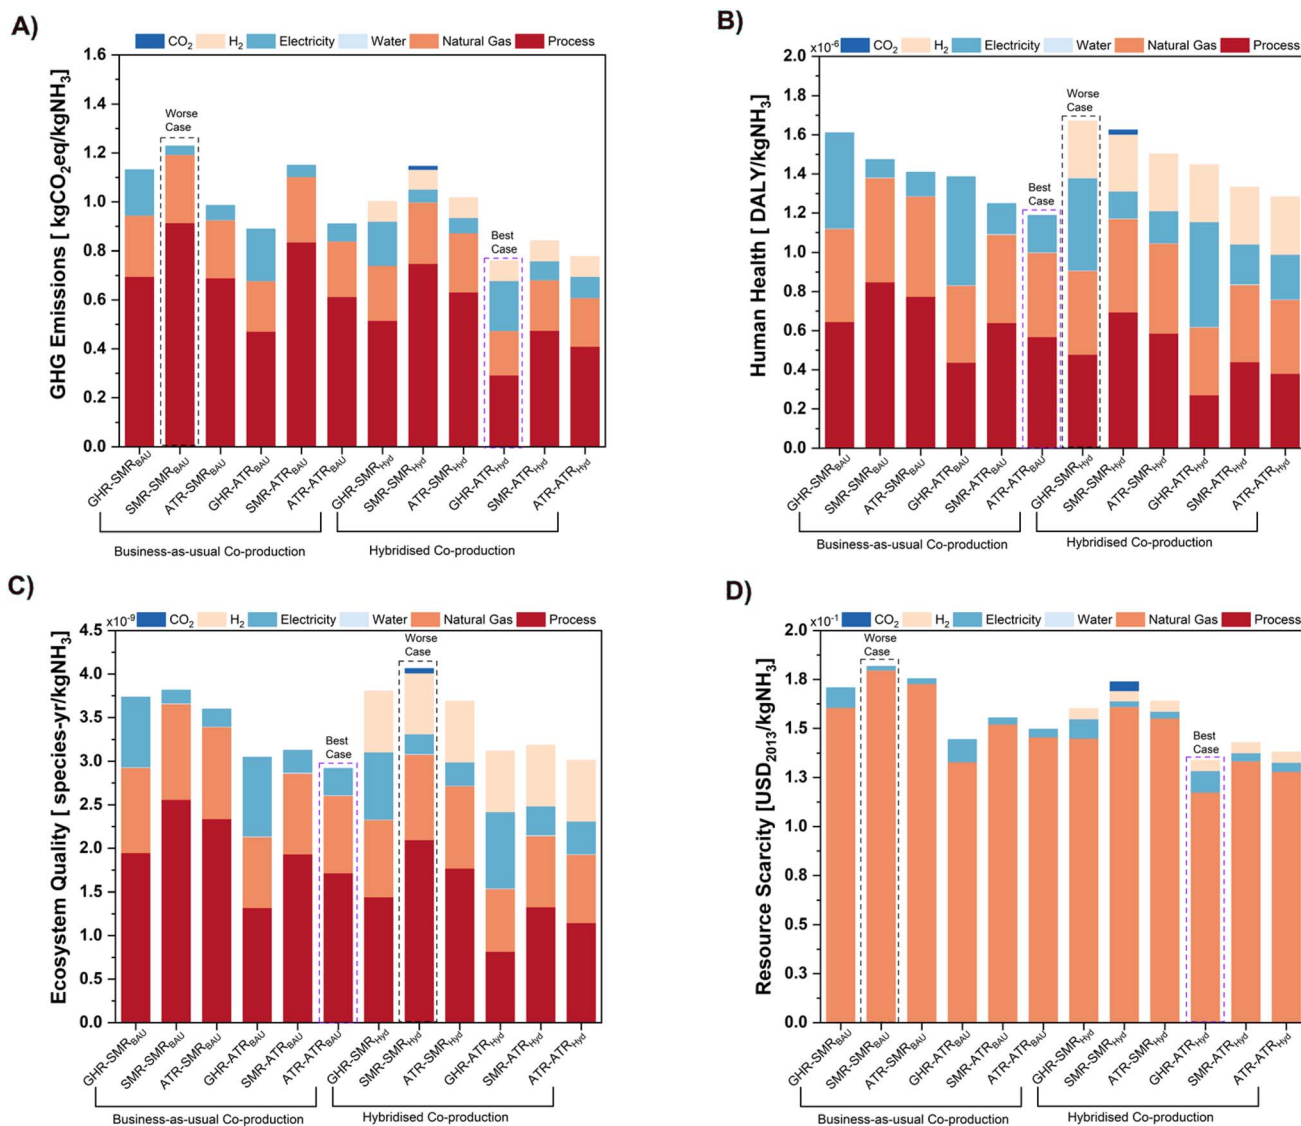 A)
CO2 H2 Electricity Water Natural Gas Process
GHG Emissions [ kgCO2eq/kgNH3]
1.6
1.4
1.2
1.0
0.8
0.6
0.4
0.2
0.0
Worse
Case
Best
Case
GHR-SMRBAU
SMR-SMRBAU
ATR-SMRBAU
GHR-ATRBAU
SMR-ATRBAU
ATR-ATRBAU
GHR-SMRHyd
SMR-SMRHyd
ATR-SMRHyd
GHR-ATRHyd
SMR-ATRHyd
ATR-ATRHyd
Business-as-usual Co-production
Hybridised Co-production
B)
×10-6
CO2 H2 Electricity Water Natural Gas Process
Human Health [ DALY/kgNH3]
2.0
1.8
1.6
1.4
1.2
1.0
0.8
0.6
0.4
0.2
0.0
Best
Case
Worse
Case
GHR-SMRBAU
SMR-SMRBAU
ATR-SMRBAU
GHR-ATRBAU
SMR-ATRBAU
ATR-ATRBAU
GHR-SMRHyd
SMR-SMRHyd
ATR-SMRHyd
GHR-ATRHyd
SMR-ATRHyd
ATR-ATRHyd
Business-as-usual Co-production
Hybridised Co-production
C)
×10-9
CO2 H2 Electricity Water Natural Gas Process
Ecosystem Quality [ species-yr/kgNH3]
4.5
4.0
3.5
3.0
2.5
2.0
1.5
1.0
0.5
0.0
Best
Case
Worse
Case
GHR-SMRBAU
SMR-SMRBAU
ATR-SMRBAU
GHR-ATRBAU
SMR-ATRBAU
ATR-ATRBAU
GHR-SMRHyd
SMR-SMRHyd
ATR-SMRHyd
GHR-ATRHyd
SMR-ATRHyd
ATR-ATRHyd
Business-as-usual Co-production
Hybridised Co-production
D)
×10-1
CO2 H2 Electricity Water Natural Gas Process
Resource Scarcity [USD2013/kgNH3]
2.0
1.8
1.5
1.3
1.0
0.8
0.5
0.3
0.0
Worse
Case
Best
Case
GHR-SMRBAU
SMR-SMRBAU
ATR-SMRBAU
GHR-ATRBAU
SMR-ATRBAU
ATR-ATRBAU
GHR-SMRHyd
SMR-SMRHyd
ATR-SMRHyd
GHR-ATRHyd
SMR-ATRHyd
ATR-ATRHyd
Business-as-usual Co-production
Hybridised Co-production